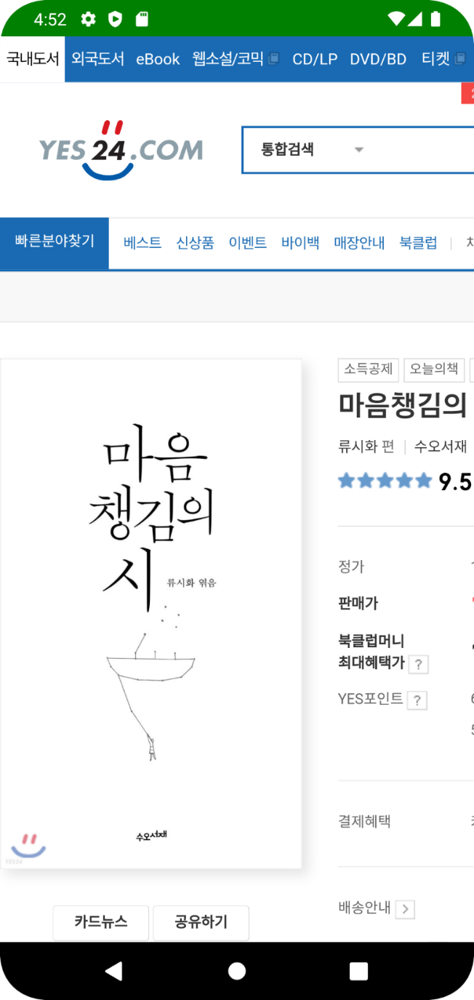 4:52
국내도서 외국도서 eBook 웹소설/코믹 CD/LP DVD/BD 티켓
YES24.COM
통합검색
빠른분야찾기 베스트 신상품 이벤트 바이백 매장안내 북클럽
소득공제 오늘의책
마음챙김의
류시화 편 | 수오서재
9.5
마음
챙김의
시
류시화 엮음
수오서재
YES24
정가
판매가
북클럽머니
최대혜택가 ?
YES포인트 ?
결제혜택
배송안내
카드뉴스 공유하기